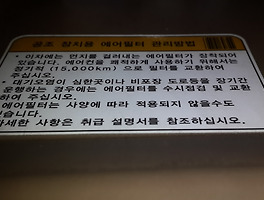 공조 장치용 에어필터 관리방법
* 이차에는 먼지를 걸러내는 에어필터가 장착되어
있습니다. 에어컨을 쾌적하게 사용하기 위해서는
정기적 (15,000km) 으로 필터를 교환하여
주십시오.
* 대기오염이 심한곳이나 비포장 도로등을 장기간
운행하는 경우에는 에어필터를 수시점검 및 교환
하여 주십시오.
에어필터는 사양에 따라 적용되지 않을수도
있습니다.
자세한 사항은 취급 설명서를 참조하십시오.